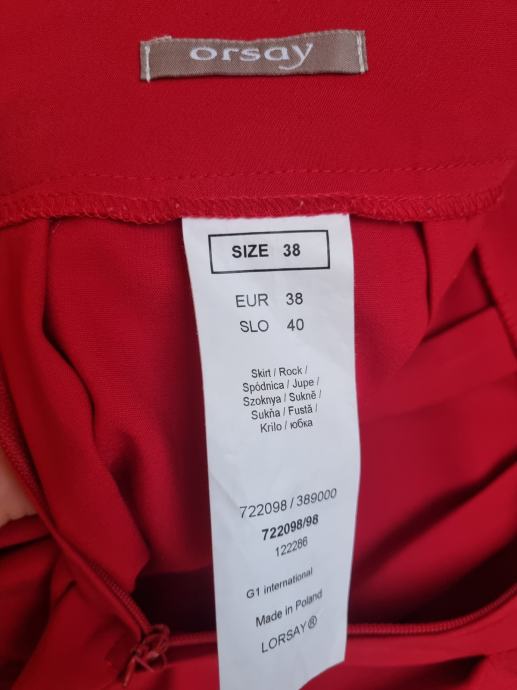 orsay
SIZE 38
EUR 38
SLO 40
Skirt / Rock /
Spódnica / Jupe /
Szoknya / Sukně /
Sukňa / Fustă /
Krilo / юбка
722098 / 389000
722098/98
122286
G1 international
Made in Poland
LORSAY®